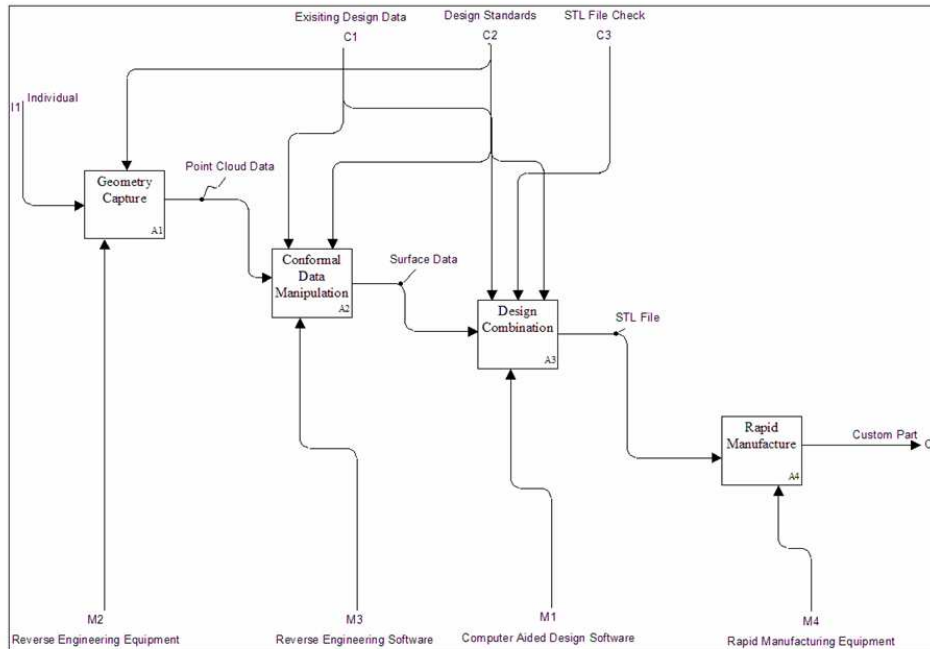 Exisiting Design Data
Design Standards
STL File Check
C1
C2
C3
I1
Individual
Point Cloud Data
Geometry
Capture
A1
Surface Data
Conformal
Data
Manipulation
A2
STL File
Design
Combination
A3
Custom Part
Rapid
Manufacture
A4
M2
M3
M1
M4
Reverse Engineering Equipment
Reverse Engineering Software
Computer Aided Design Software
Rapid Manufacturing Equipment